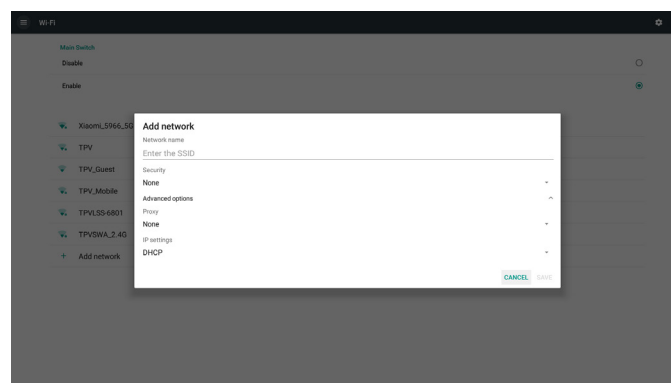 Wi-Fi
Main Switch
Disable
Enable
Xiaomi_5966_5G
TPV
TPV_Guest
TPV_Mobile
TPVLSS-6801
TPVSWA_2.4G
Add network
Add network
Network name
Enter the SSID
Security
None
Advanced options
Proxy
None
IP settings
DHCP
CANCEL SAVE